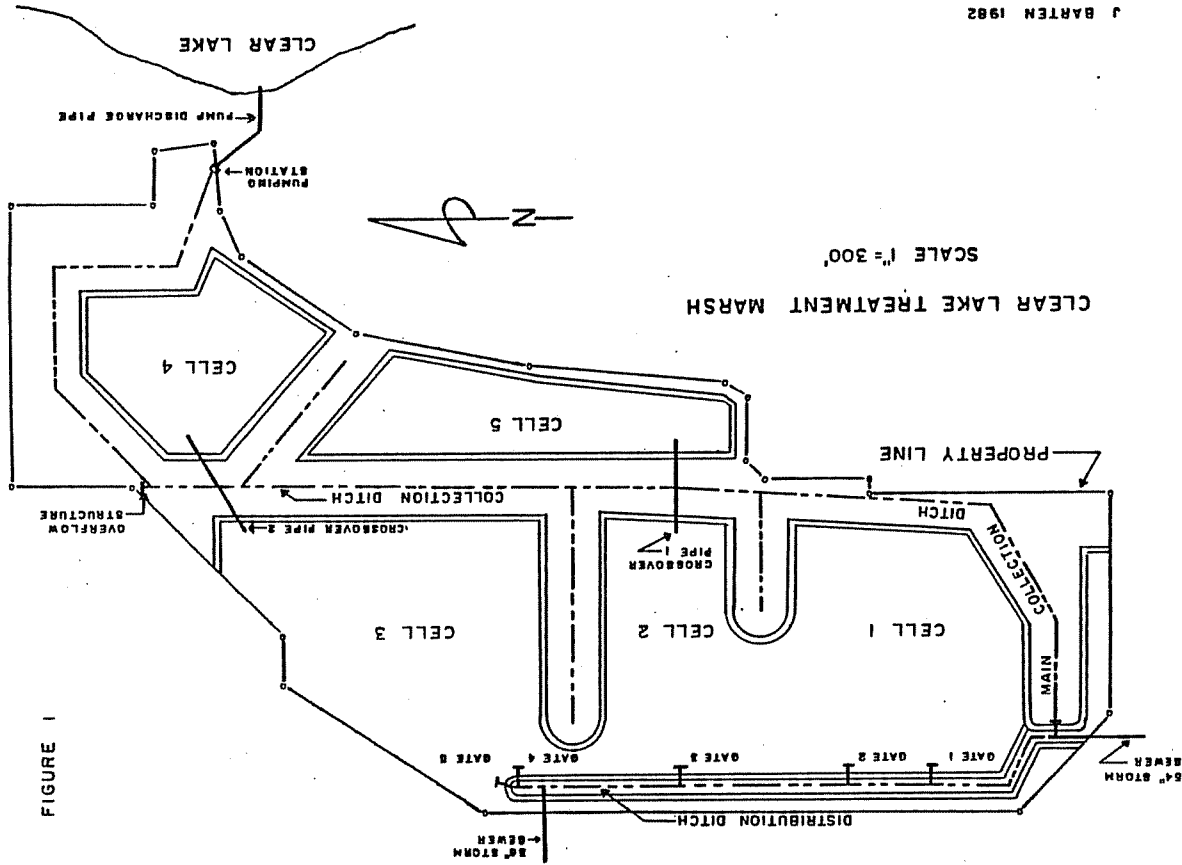 FIGURE 1
54" STORM
SEWER
STORM
SEWER
DISTRIBUTION DITCH
GATE 1
GATE 2
GATE 3
GATE 4
GATE 5
MAIN
COLLECTION
DITCH
CELL 1
CELL 2
CELL 3
CROSSOVER
PIPE 1
CROSSOVER PIPE 2
OVERFLOW
STRUCTURE
COLLECTION DITCH
PROPERTY LINE
CELL 5
CELL 4
CLEAR LAKE TREATMENT MARSH
SCALE 1" = 300'
N
PUMPING
STATION
PUMP DISCHARGE PIPE
CLEAR LAKE
J BARTEN 1982